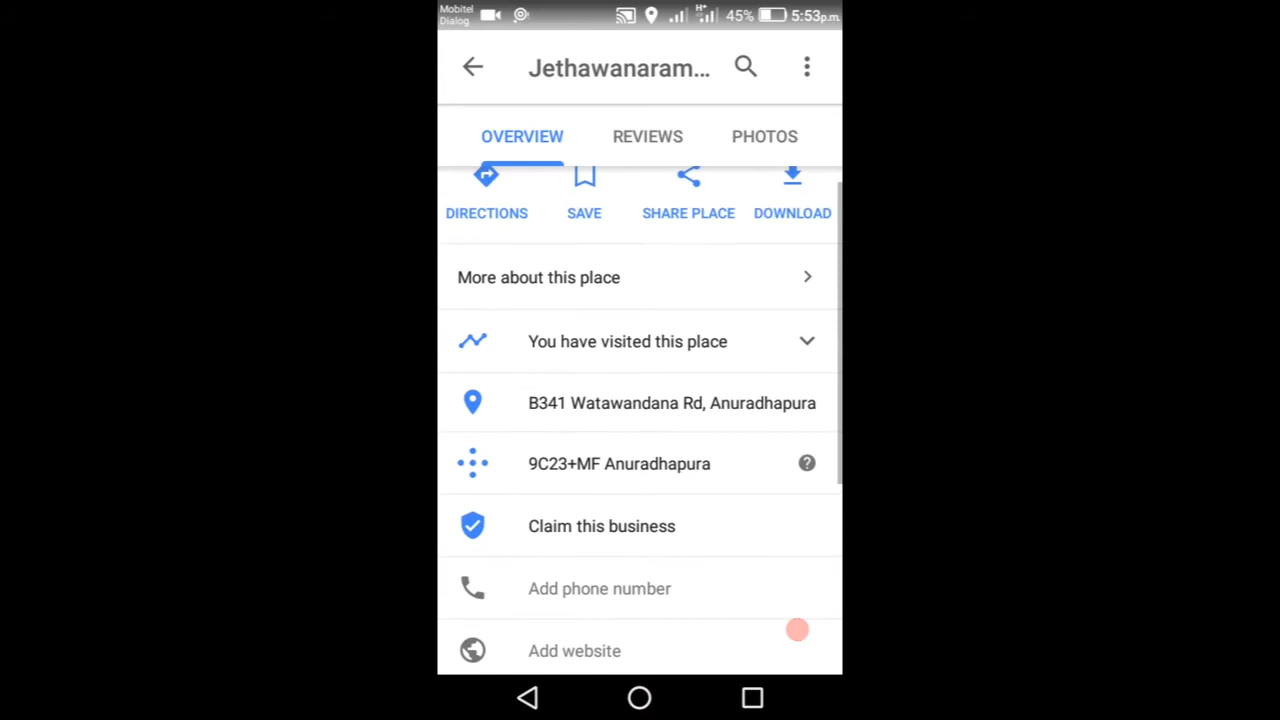 Mobitel
Dialog
H+
45%
5:53p.m.
Jethawanaram...
OVERVIEW
REVIEWS
PHOTOS
DIRECTIONS
SAVE
SHARE PLACE
DOWNLOAD
More about this place
You have visited this place
B341 Watawandana Rd, Anuradhapura
9C23+MF Anuradhapura
Claim this business
Add phone number
Add website